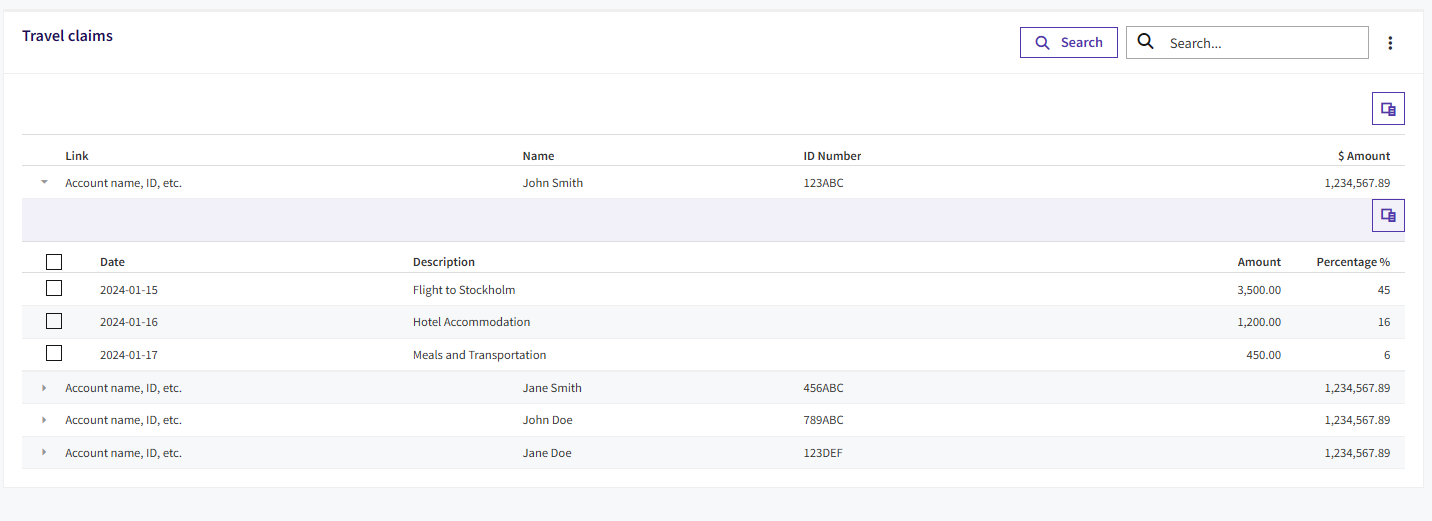 Travel claims
Search Search...
Link Name ID Number $ Amount
Account name, ID, etc. John Smith 123ABC 1,234,567.89
Date Description Amount Percentage %
2024-01-15 Flight to Stockholm 3,500.00 45
2024-01-16 Hotel Accommodation 1,200.00 16
2024-01-17 Meals and Transportation 450.00 6
Account name, ID, etc. Jane Smith 456ABC 1,234,567.89
Account name, ID, etc. John Doe 789ABC 1,234,567.89
Account name, ID, etc. Jane Doe 123DEF 1,234,567.89